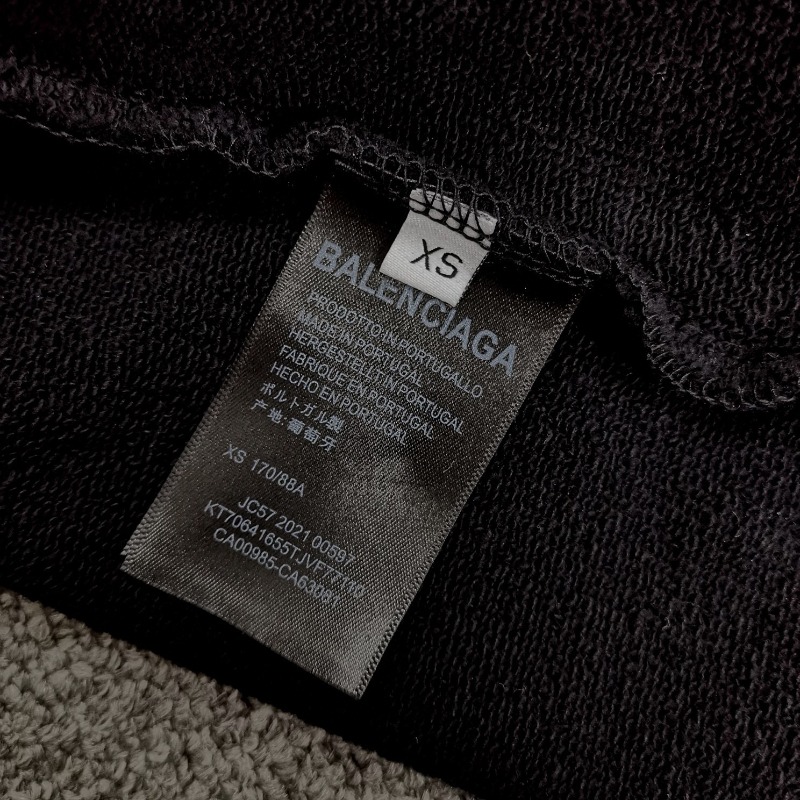 XS
BALENCIAGA
PRODOTTO IN PORTUGALLO
MADE IN PORTUGAL
HERGESTELLT IN PORTUGAL
FABRIQUE EN PORTUGAL
HECHO EN PORTUGAL
ポルトガル製
产地:葡萄牙
XS 170/88A
JC57 2021 00597
KT70641655TJVF77110
CA00985-CA63081